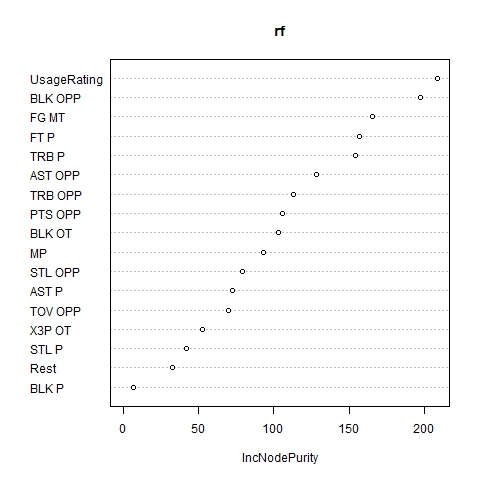 rf
UsageRating
BLK OPP
FG MT
FT P
TRB P
AST OPP
TRB OPP
PTS OPP
BLK OT
MP
STL OPP
AST P
TOV OPP
X3P OT
STL P
Rest
BLK P
0 50 100 150 200
IncNodePurity